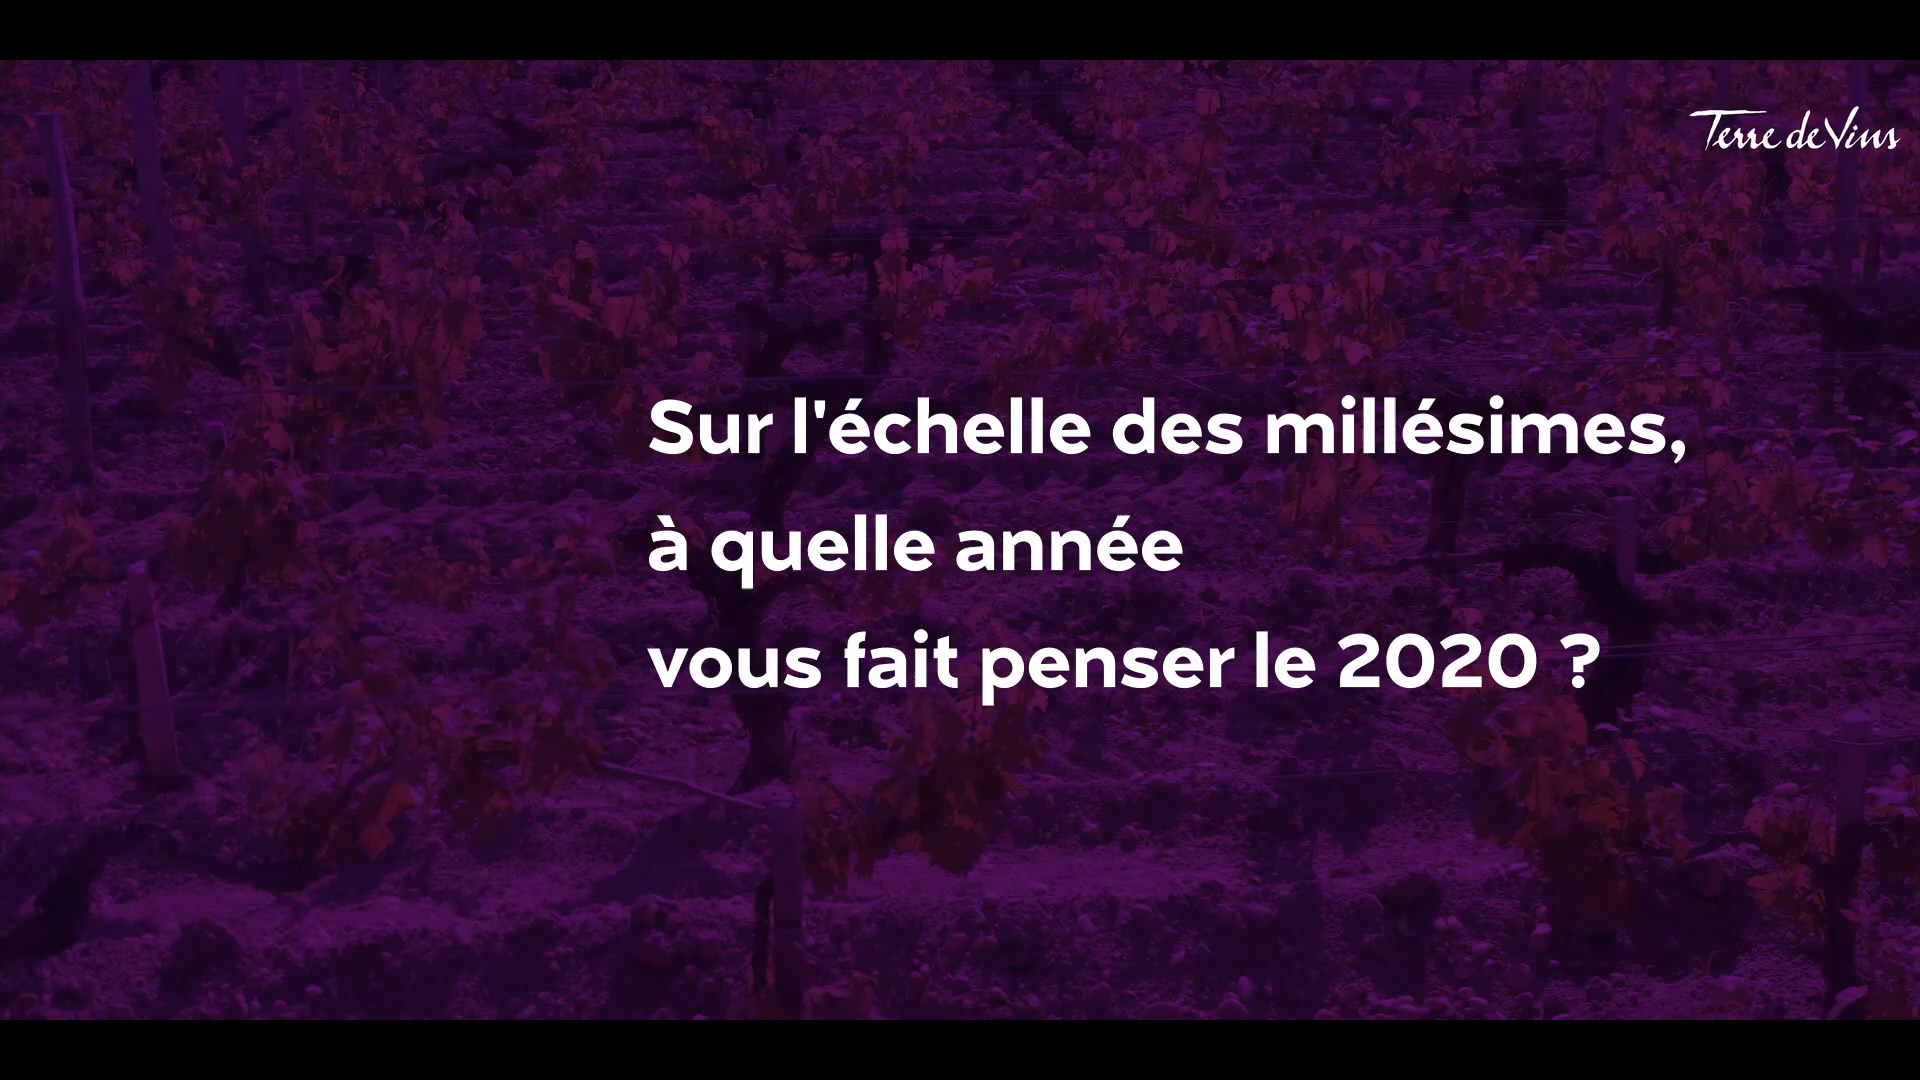 Terre de Vins
Sur l'échelle des millésimes,
à quelle année
vous fait penser le 2020 ?